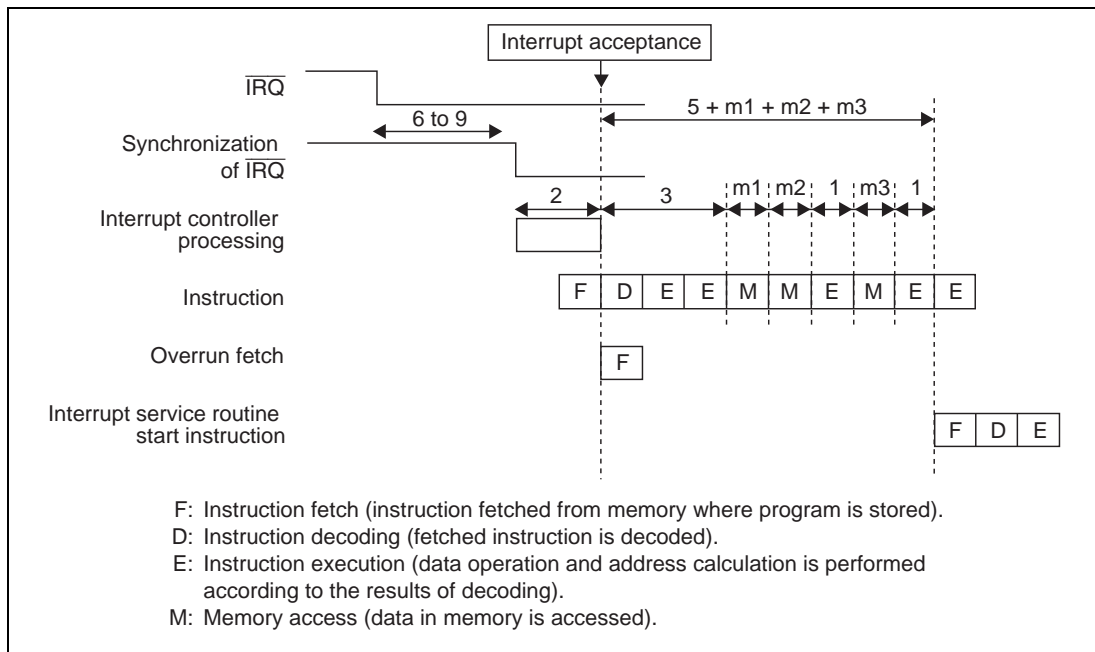 Interrupt acceptance
IRQ
5 + m1 + m2 + m3
6 to 9
Synchronization
of IRQ
2
3
m1
m2
1
m3
1
Interrupt controller
processing
Instruction
F D E E M M E M E E
Overrun fetch
F
Interrupt service routine
start instruction
F D E
F: Instruction fetch (instruction fetched from memory where program is stored).
D: Instruction decoding (fetched instruction is decoded).
E: Instruction execution (data operation and address calculation is performed
according to the results of decoding).
M: Memory access (data in memory is accessed).